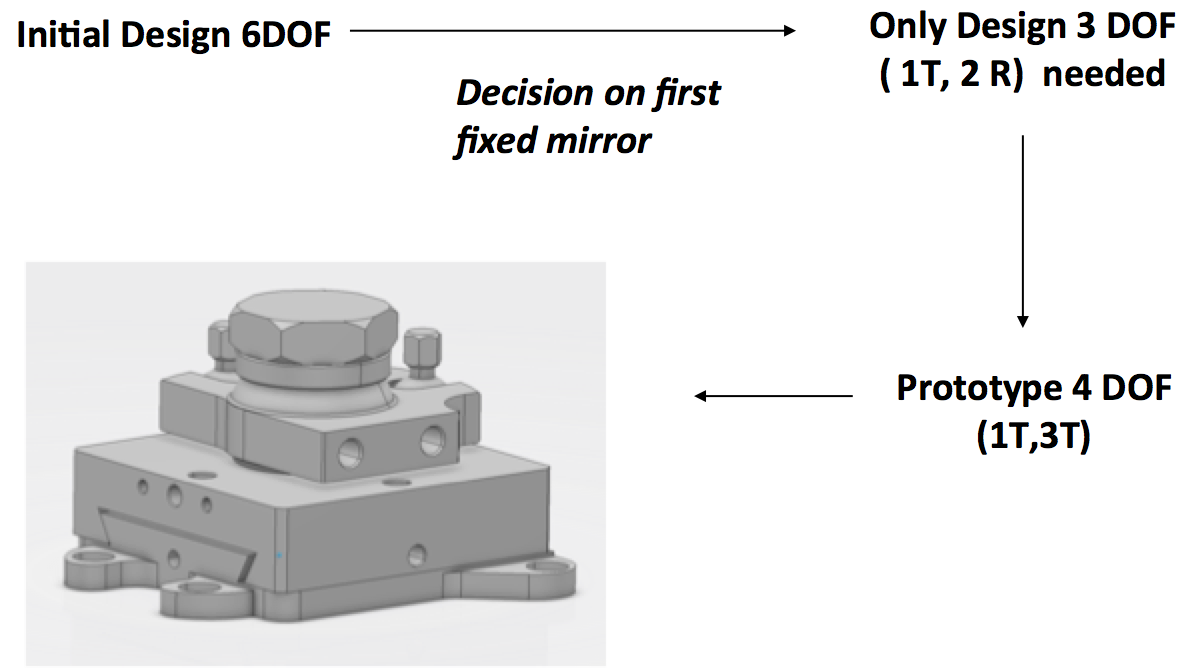 Initial Design 6DOF
Only Design 3 DOF
( 1T, 2 R)  needed
Decision on first
fixed mirror
Prototype 4 DOF
(1T,3T)